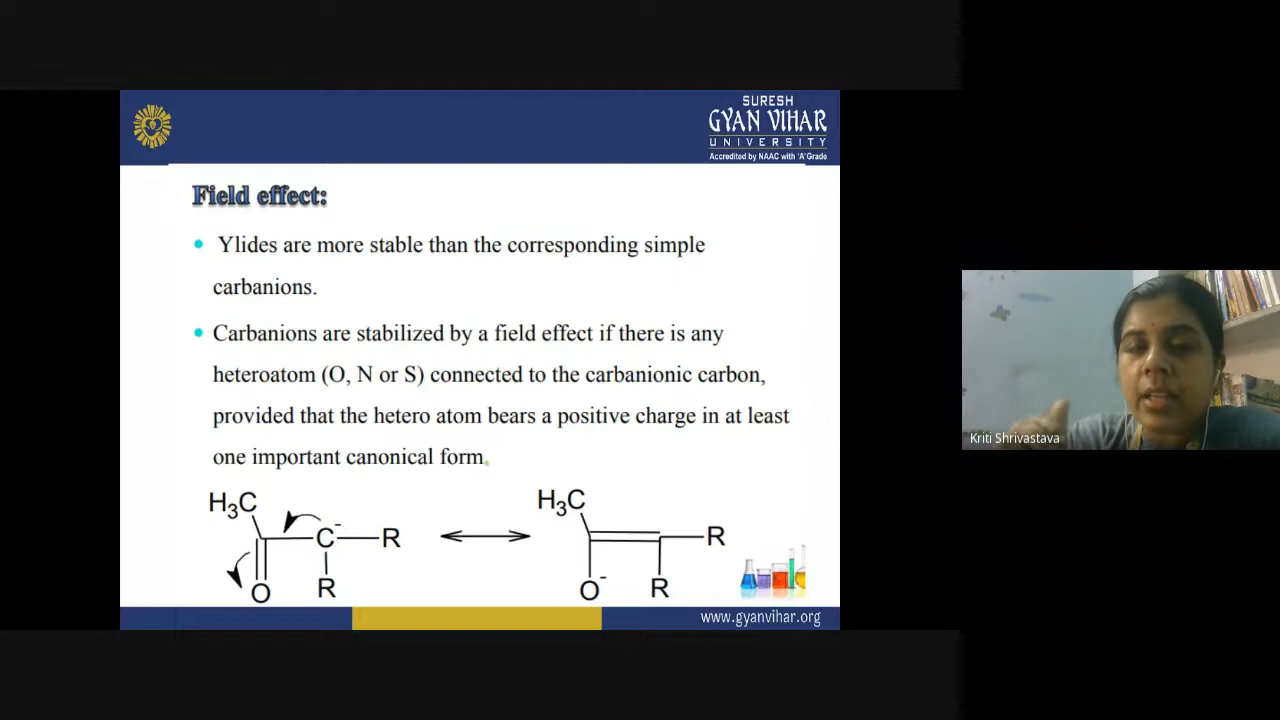 SURESH
GYAN VIHAR
UNIVERSITY
Accredited by NAAC with 'A' Grade
Field effect:
Ylides are more stable than the corresponding simple
carbanions.
Carbanions are stabilized by a field effect if there is any
heteroatom (O, N or S) connected to the carbanionic carbon,
provided that the hetero atom bears a positive charge in at least
one important canonical form.
H3C
C-
R
O
R
H3C
R
O-
R
www.gyanvihar.org
Kriti Shrivastava